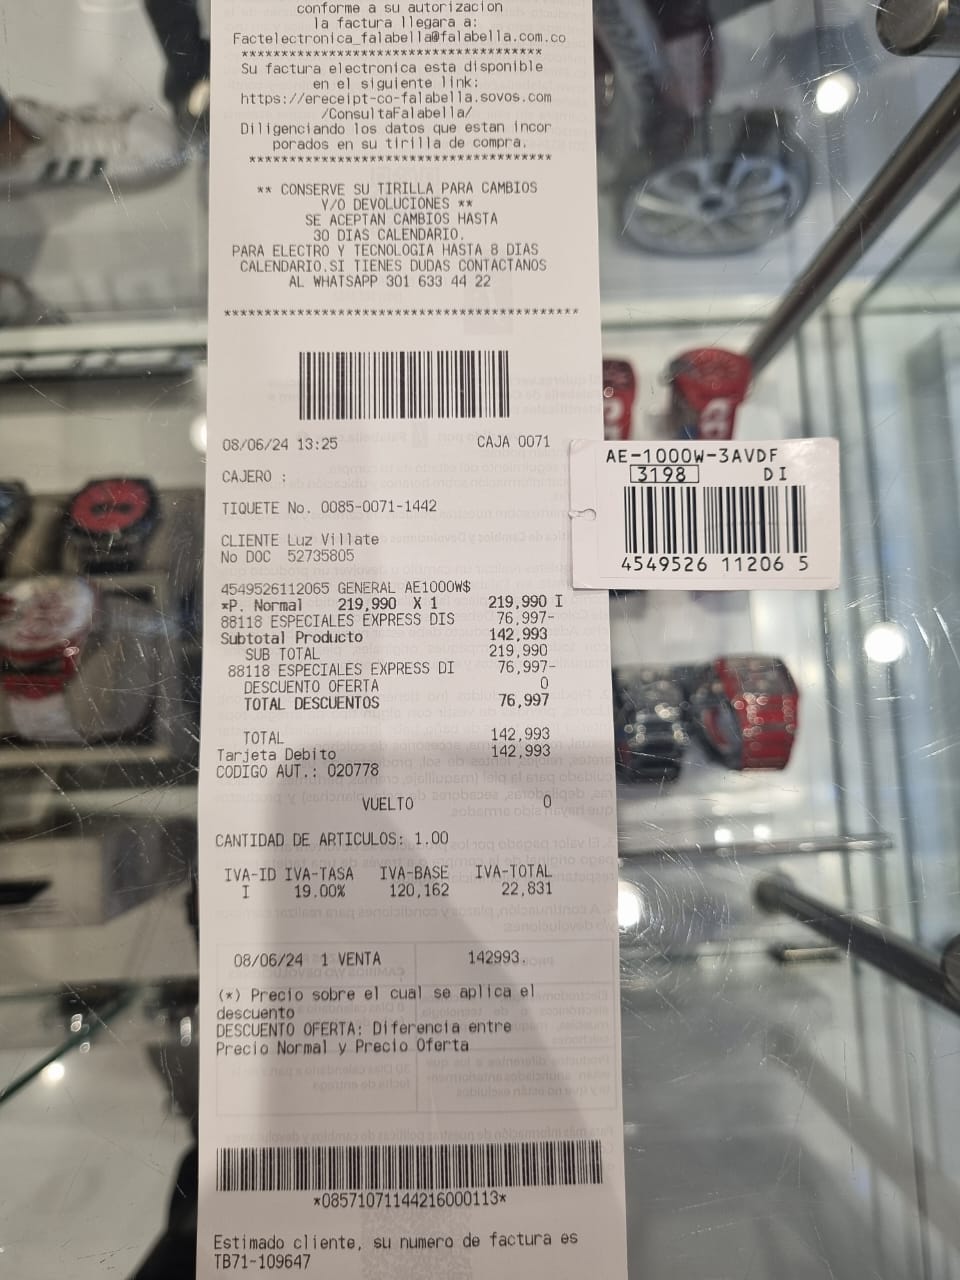 conforme a su autorizacion
la factura llegara a:
Factelectronica_falabella@falabella.com.co
***************************************
Su factura electronica esta disponible
en el siguiente link:
https://ereceipt-co-falabella.sovos.com
/ConsultaFalabella/
Diligenciando los datos que estan incor
porados en su tirilla de compra.
***************************************
** CONSERVE SU TIRILLA PARA CAMBIOS
Y/O DEVOLUCIONES **
SE ACEPTAN CAMBIOS HASTA
30 DIAS CALENDARIO.
PARA ELECTRO Y TECNOLOGIA HASTA 8 DIAS
CALENDARIO.SI TIENES DUDAS CONTACTANOS
AL WHATSAPP 301 633 44 22
*********************************************
08/06/24 13:25 CAJA 0071
CAJERO :
TIQUETE No. 0085-0071-1442
CLIENTE Luz Villate
No DOC 52735805
4549526112065 GENERAL AE1000W$
*P. Normal 219,990 X 1 219,990 I
88118 ESPECIALES EXPRESS DIS 76,997-
Subtotal Producto 142,993
SUB TOTAL 219,990
88118 ESPECIALES EXPRESS DI 76,997-
DESCUENTO OFERTA 0
TOTAL DESCUENTOS 76,997
TOTAL 142,993
Tarjeta Debito 142,993
CODIGO AUT.: 020778
VUELTO 0
CANTIDAD DE ARTICULOS: 1.00
IVA-ID IVA-TASA IVA-BASE IVA-TOTAL
I 19.00% 120,162 22,831
08/06/24 1 VENTA 142993.
(*) Precio sobre el cual se aplica el
descuento
DESCUENTO OFERTA: Diferencia entre
Precio Normal y Precio Oferta
*08571071144216000113*
Estimado cliente, su numero de factura es
TB71-109647
AE-1000W-3AVDF
3198 DI
4549526 11206 5